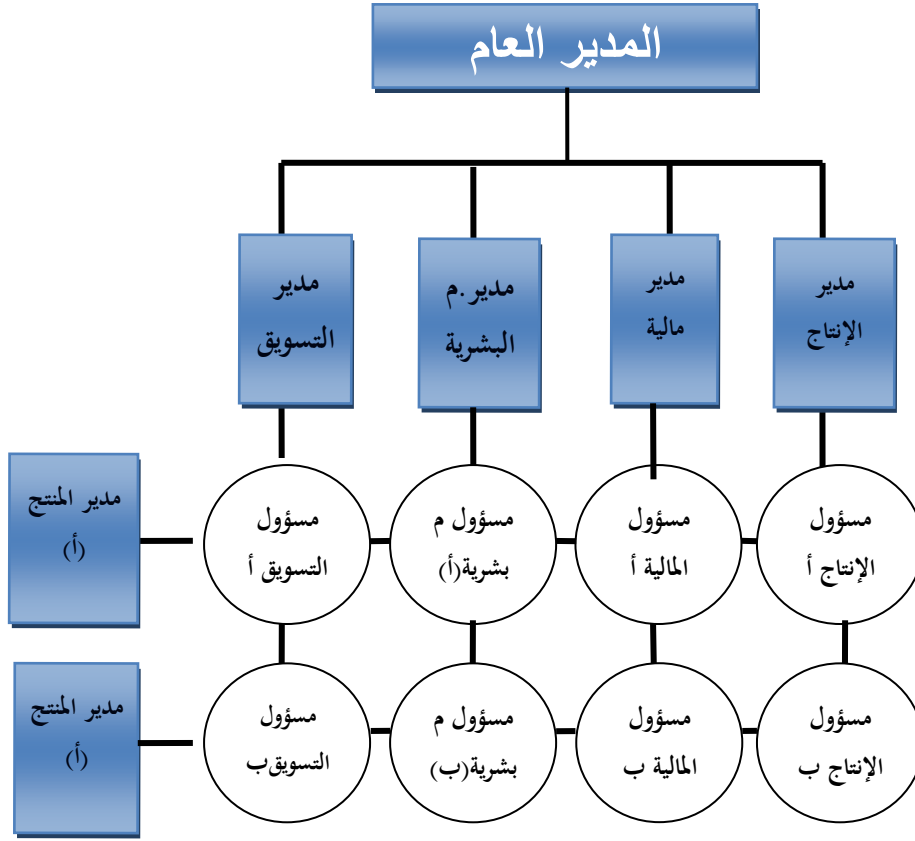 المدير العام
مدير
الإنتاج
مدير
مالية
مدير.م
البشرية
مدير
التسويق
مسؤول
الإنتاج أ
مسؤول
المالية أ
مسؤول م
بشرية(أ)
مسؤول
التسويق أ
مدير المنتج
(أ)
مسؤول
الإنتاج ب
مسؤول
المالية ب
مسؤول م
بشرية(ب)
مسؤول
التسويقب
مدير المنتج
(أ)